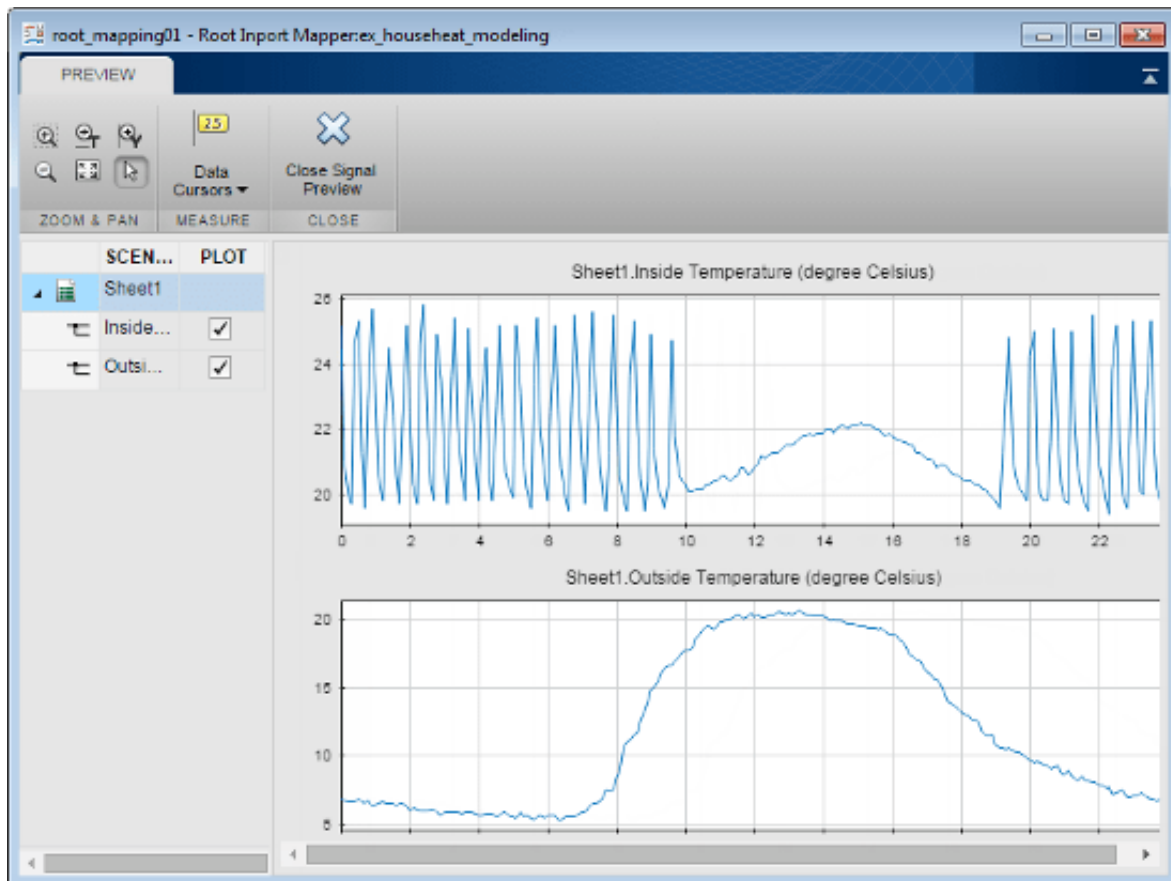 root_mapping01 - Root Inport Mapper:ex_househeat_modeling
PREVIEW
2.5
Data
Cursors
Close Signal
Preview
ZOOM & PAN MEASURE CLOSE
SCEN... PLOT
Sheet1
Inside...
Outsi...
Sheet1.Inside Temperature (degree Celsius)
26
24
22
20
0 2 4 6 8 10 12 14 16 18 20 22
Sheet1.Outside Temperature (degree Celsius)
20
15
10
5